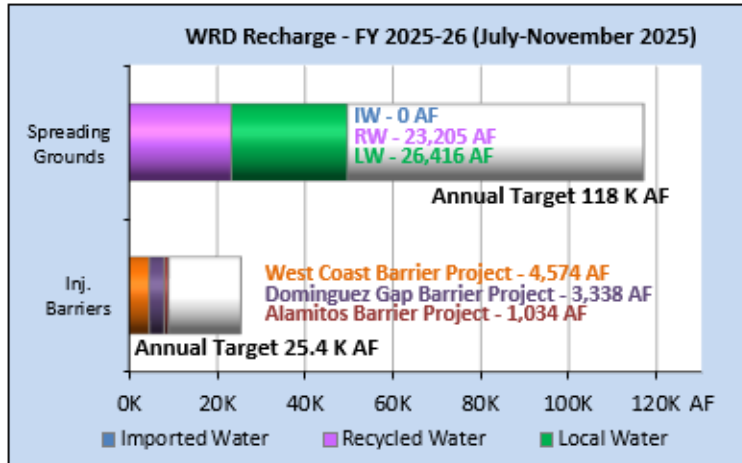 WRD Recharge - FY 2025-26 (July-November 2025)
Spreading
Grounds
IW - 0 AF
RW - 23,205 AF
LW - 26,416 AF
Annual Target 118 K AF
Inj.
Barriers
West Coast Barrier Project - 4,574 AF
Dominguez Gap Barrier Project - 3,338 AF
Alamitos Barrier Project - 1,034 AF
Annual Target 25.4 K AF
0K 20K 40K 60K 80K 100K 120K AF
Imported Water Recycled Water Local Water